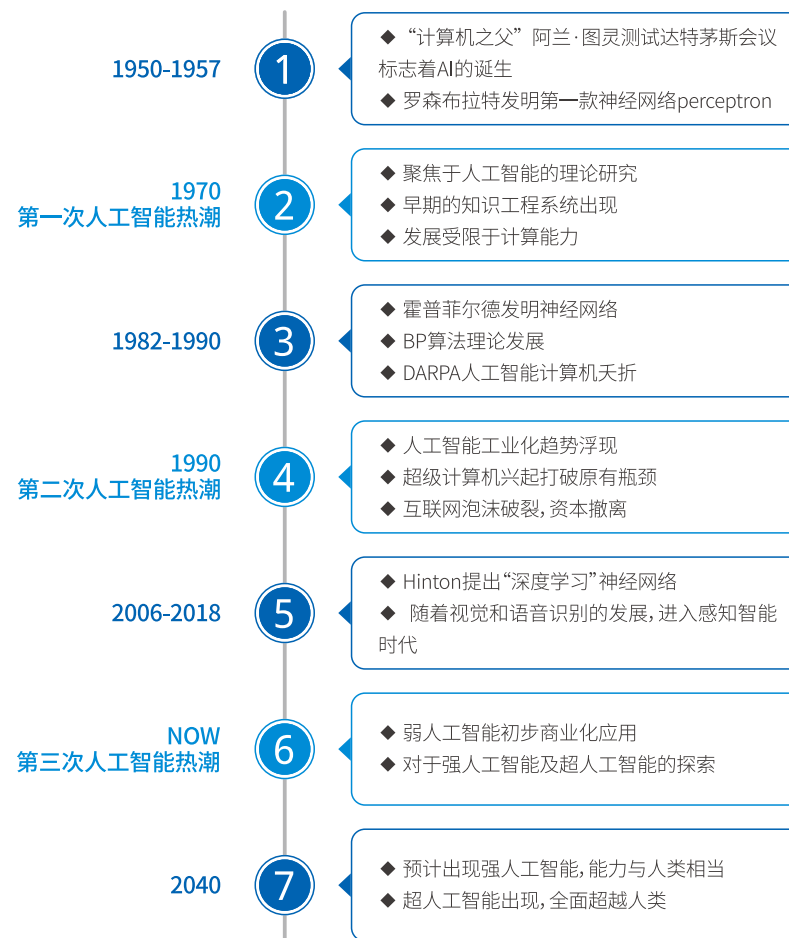 1950-1957
1
◆ “计算机之父” 阿兰·图灵测试达特茅斯会议
标志着AI的诞生
◆ 罗森布拉特发明第一款神经网络perceptron
1970
第一次人工智能热潮
2
◆ 聚焦于人工智能的理论研究
◆ 早期的知识工程系统出现
◆ 发展受限于计算能力
1982-1990
3
◆ 霍普菲尔德发明神经网络
◆ BP算法理论发展
◆ DARPA人工智能计算机夭折
1990
第二次人工智能热潮
4
◆ 人工智能工业化趋势浮现
◆ 超级计算机兴起打破原有瓶颈
◆ 互联网泡沫破裂，资本撤离
2006-2018
5
◆ Hinton提出“深度学习”神经网络
◆ 随着视觉和语音识别的发展，进入感知智能
时代
NOW
第三次人工智能热潮
6
◆ 弱人工智能初步商业化应用
◆ 对于强人工智能及超人工智能的探索
2040
7
◆ 预计出现强人工智能，能力与人类相当
◆ 超人工智能出现，全面超越人类